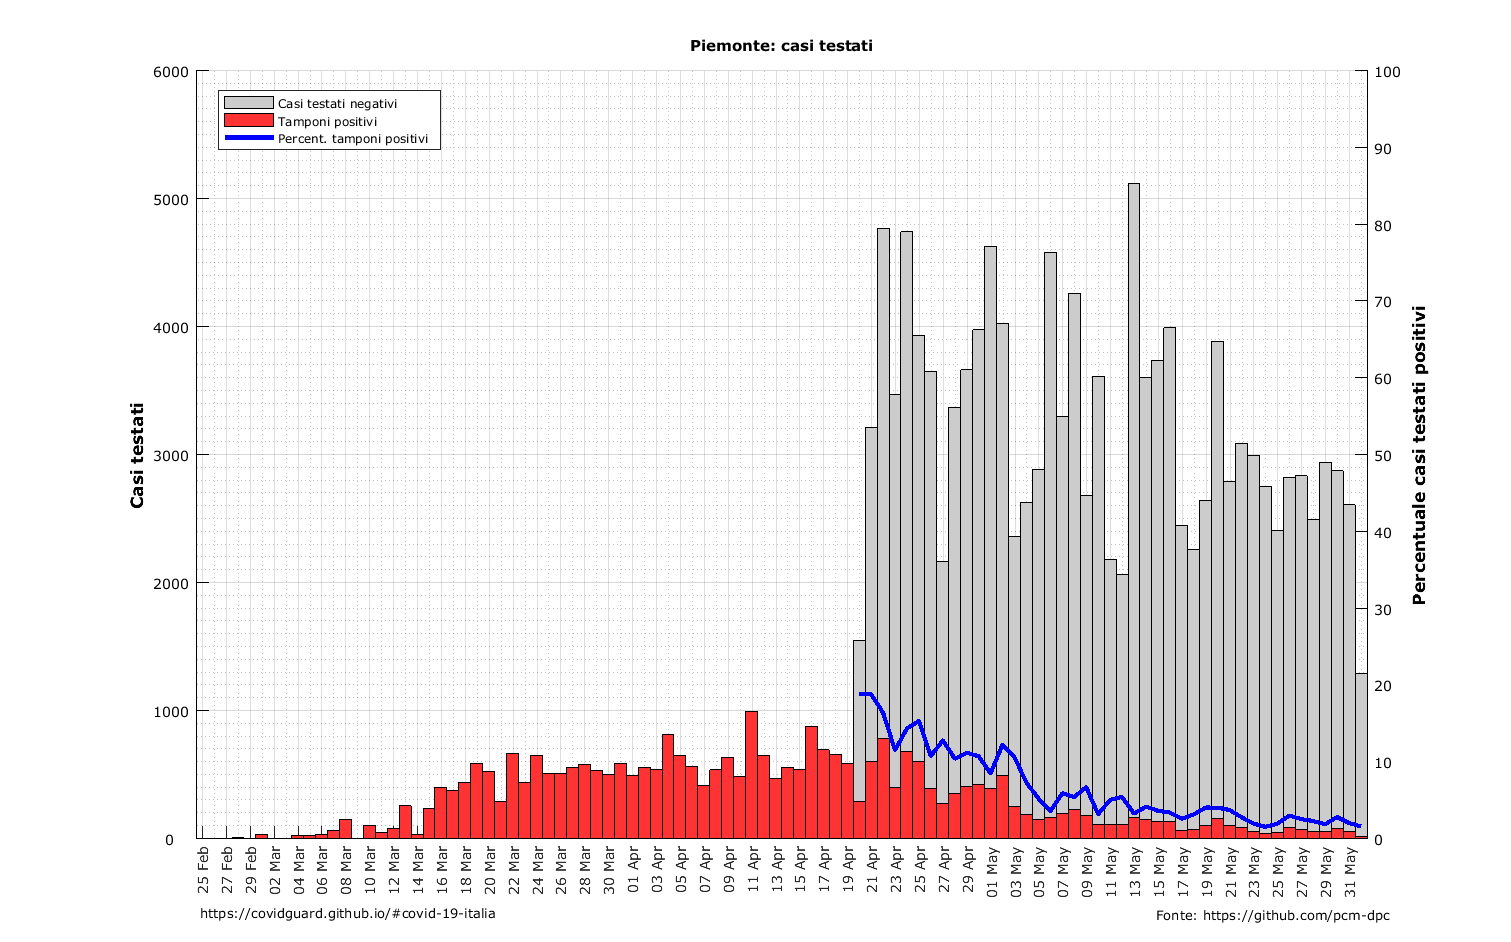 Piemonte: casi testati
6000
5000
4000
3000
2000
1000
0
100
90
80
70
60
50
40
30
20
10
0
Casi testati negativi
Tamponi positivi
Percent. tamponi positivi
Casi testati
Percentuale casi testati positivi
25 Feb
27 Feb
29 Feb
02 Mar
04 Mar
06 Mar
08 Mar
10 Mar
12 Mar
14 Mar
16 Mar
18 Mar
20 Mar
22 Mar
24 Mar
26 Mar
28 Mar
30 Mar
01 Apr
03 Apr
05 Apr
07 Apr
09 Apr
11 Apr
13 Apr
15 Apr
17 Apr
19 Apr
21 Apr
23 Apr
25 Apr
27 Apr
29 Apr
01 May
03 May
05 May
07 May
09 May
11 May
13 May
15 May
17 May
19 May
21 May
23 May
25 May
27 May
29 May
31 May
https://covidguard.github.io/#covid-19-italia
Fonte: https://github.com/pcm-dpc